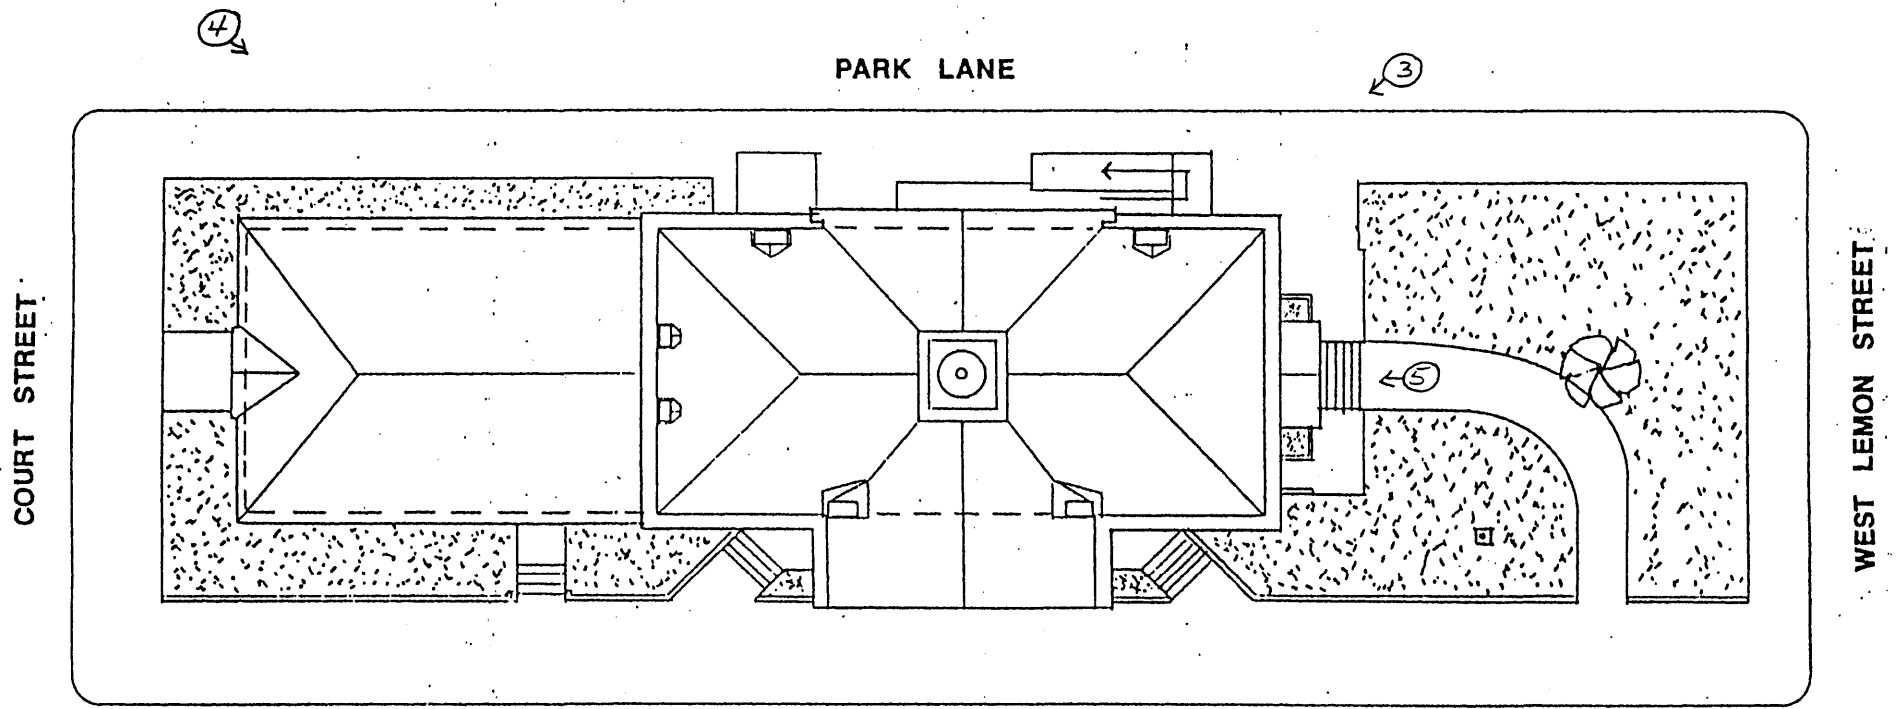 4
PARK LANE
3
COURT STREET
5
WEST LEMON STREET